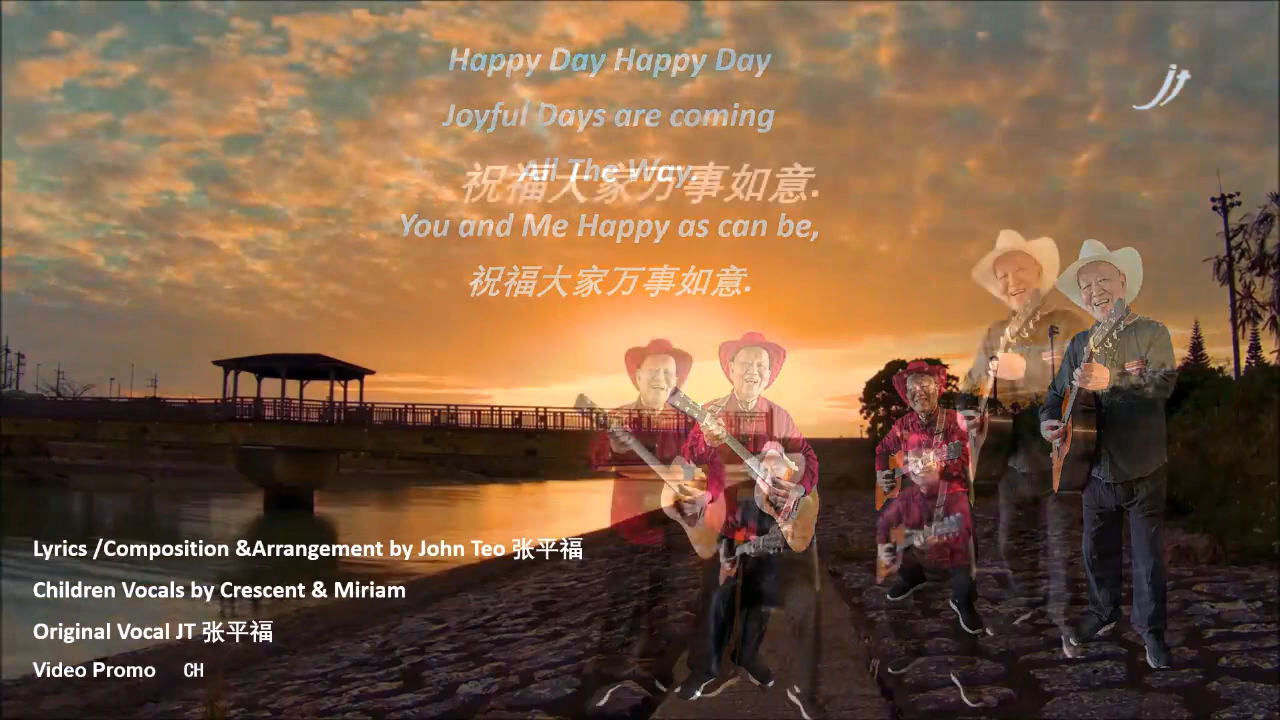 Happy Day Happy Day
Joyful Days are coming
All The Way,
祝福大家万事如意.
You and Me Happy as can be,
祝福大家万事如意.
Lyrics /Composition &Arrangement by John Teo 张平福
Children Vocals by Crescent & Miriam
Original Vocal JT 张平福
Video Promo CH
jt